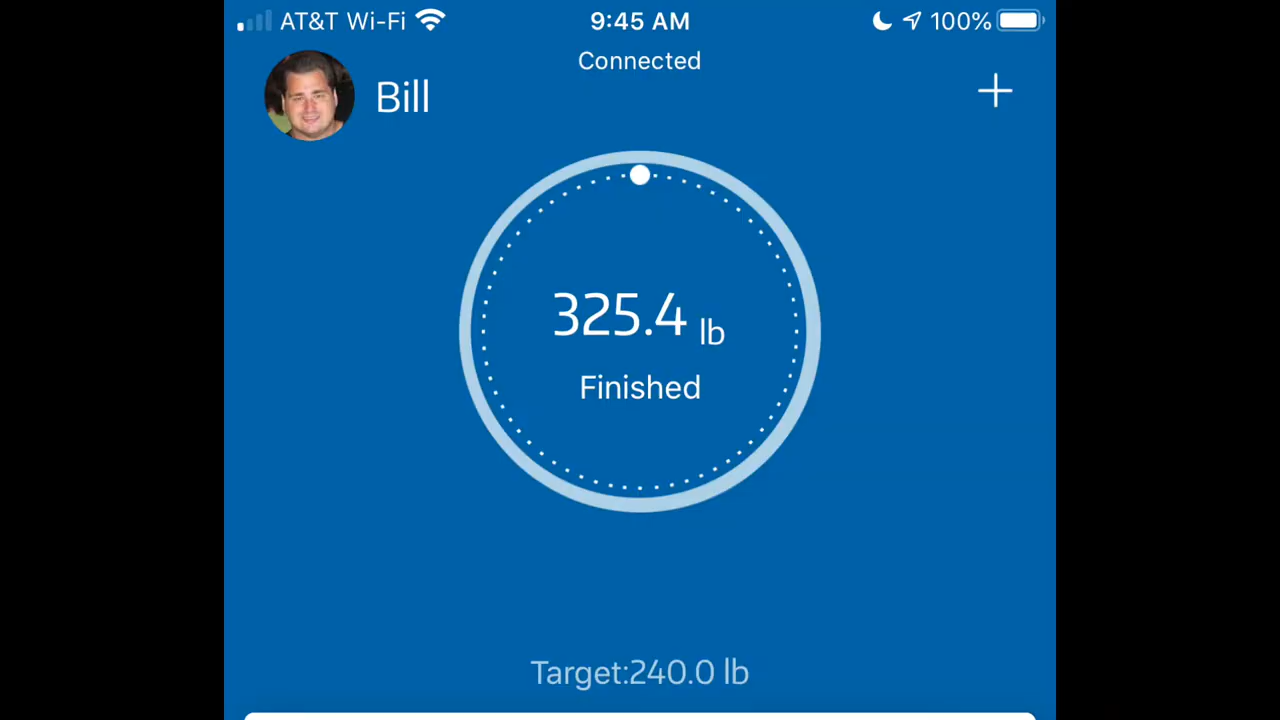 AT&T Wi-Fi 9:45 AM 100%
Connected
Bill
325.4 lb
Finished
Target:240.0 lb